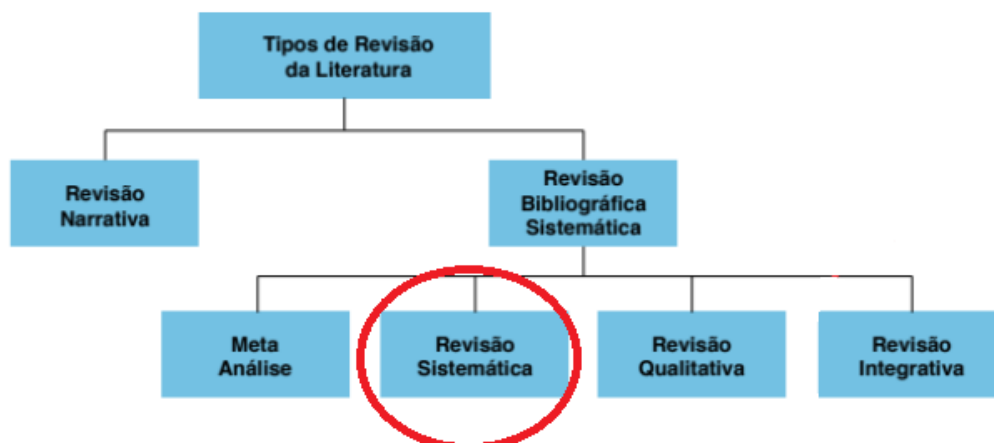 Tipos de Revisão
da Literatura
Revisão
Narrativa
Revisão
Bibliográfica
Sistemática
Meta
Análise
Revisão
Sistemática
Revisão
Qualitativa
Revisão
Integrativa